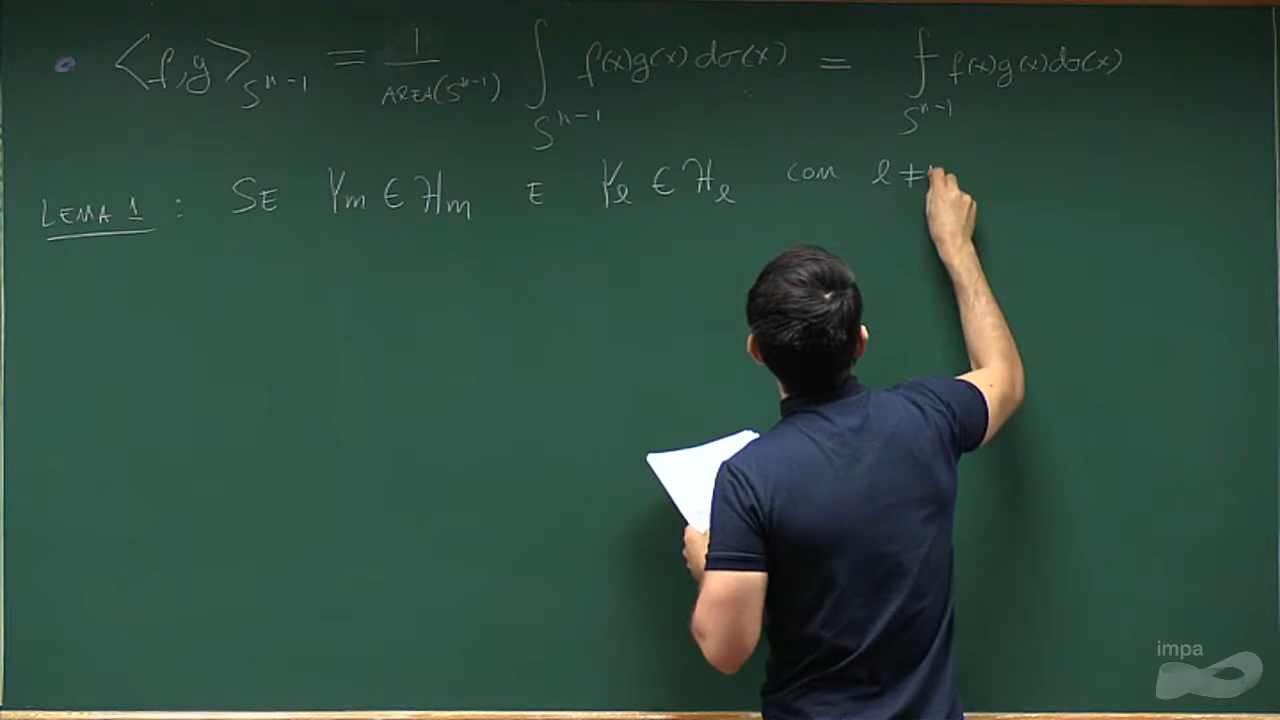 • <f,g>_{S^{n-1}} = 1/AREA(S^{n-1}) ∫_{S^{n-1}} f(x)g(x)dσ(x) = ⨍_{S^{n-1}} f(x)g(x)dσ(x)
LEMA 1 : SE Y_m ∈ H_m E Y_ℓ ∈ H_ℓ COM ℓ ≠
impa